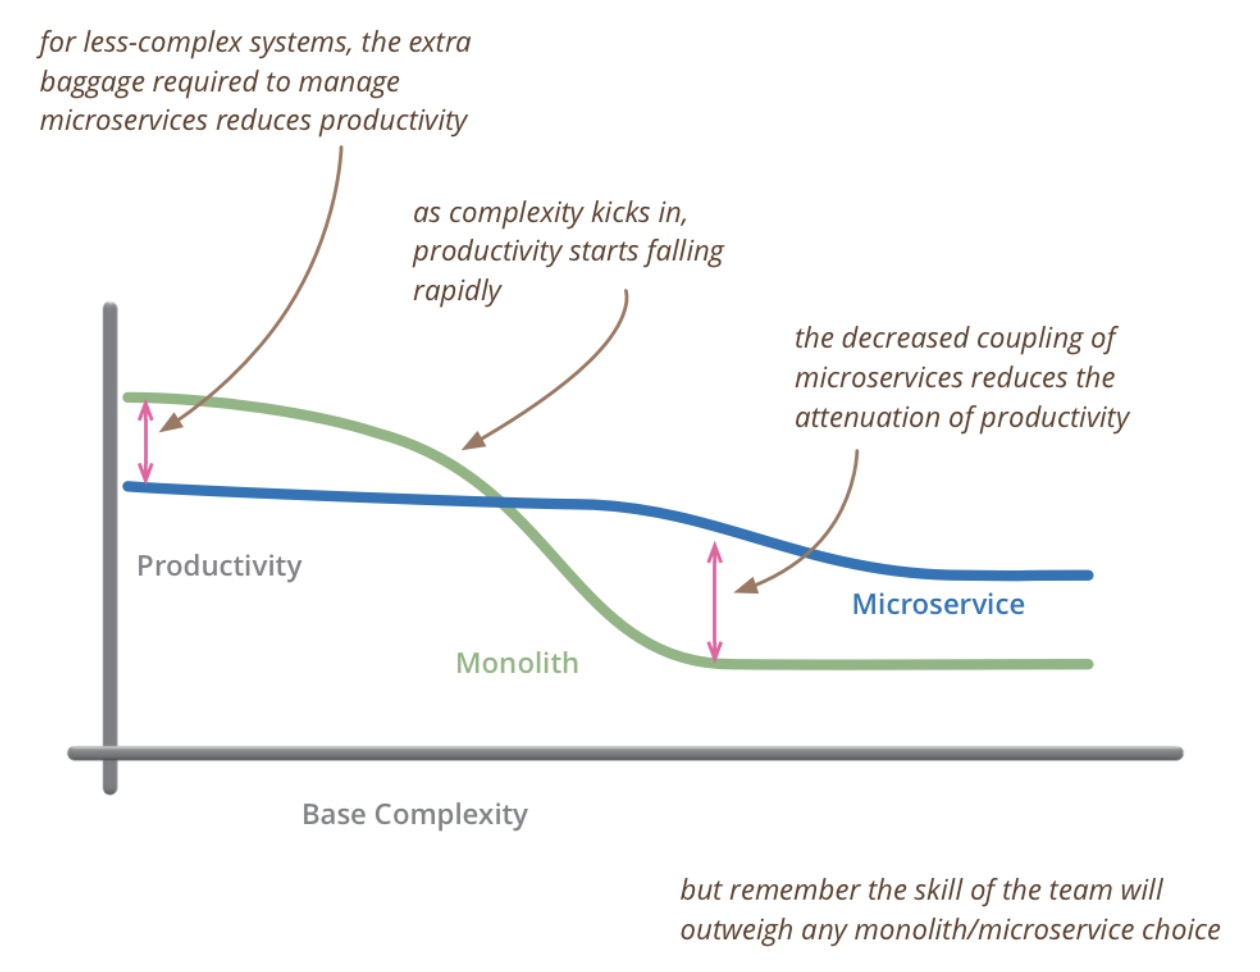 for less-complex systems, the extra
baggage required to manage
microservices reduces productivity
as complexity kicks in,
productivity starts falling
rapidly
the decreased coupling of
microservices reduces the
attenuation of productivity
Productivity
Microservice
Monolith
Base Complexity
but remember the skill of the team will
outweigh any monolith/microservice choice